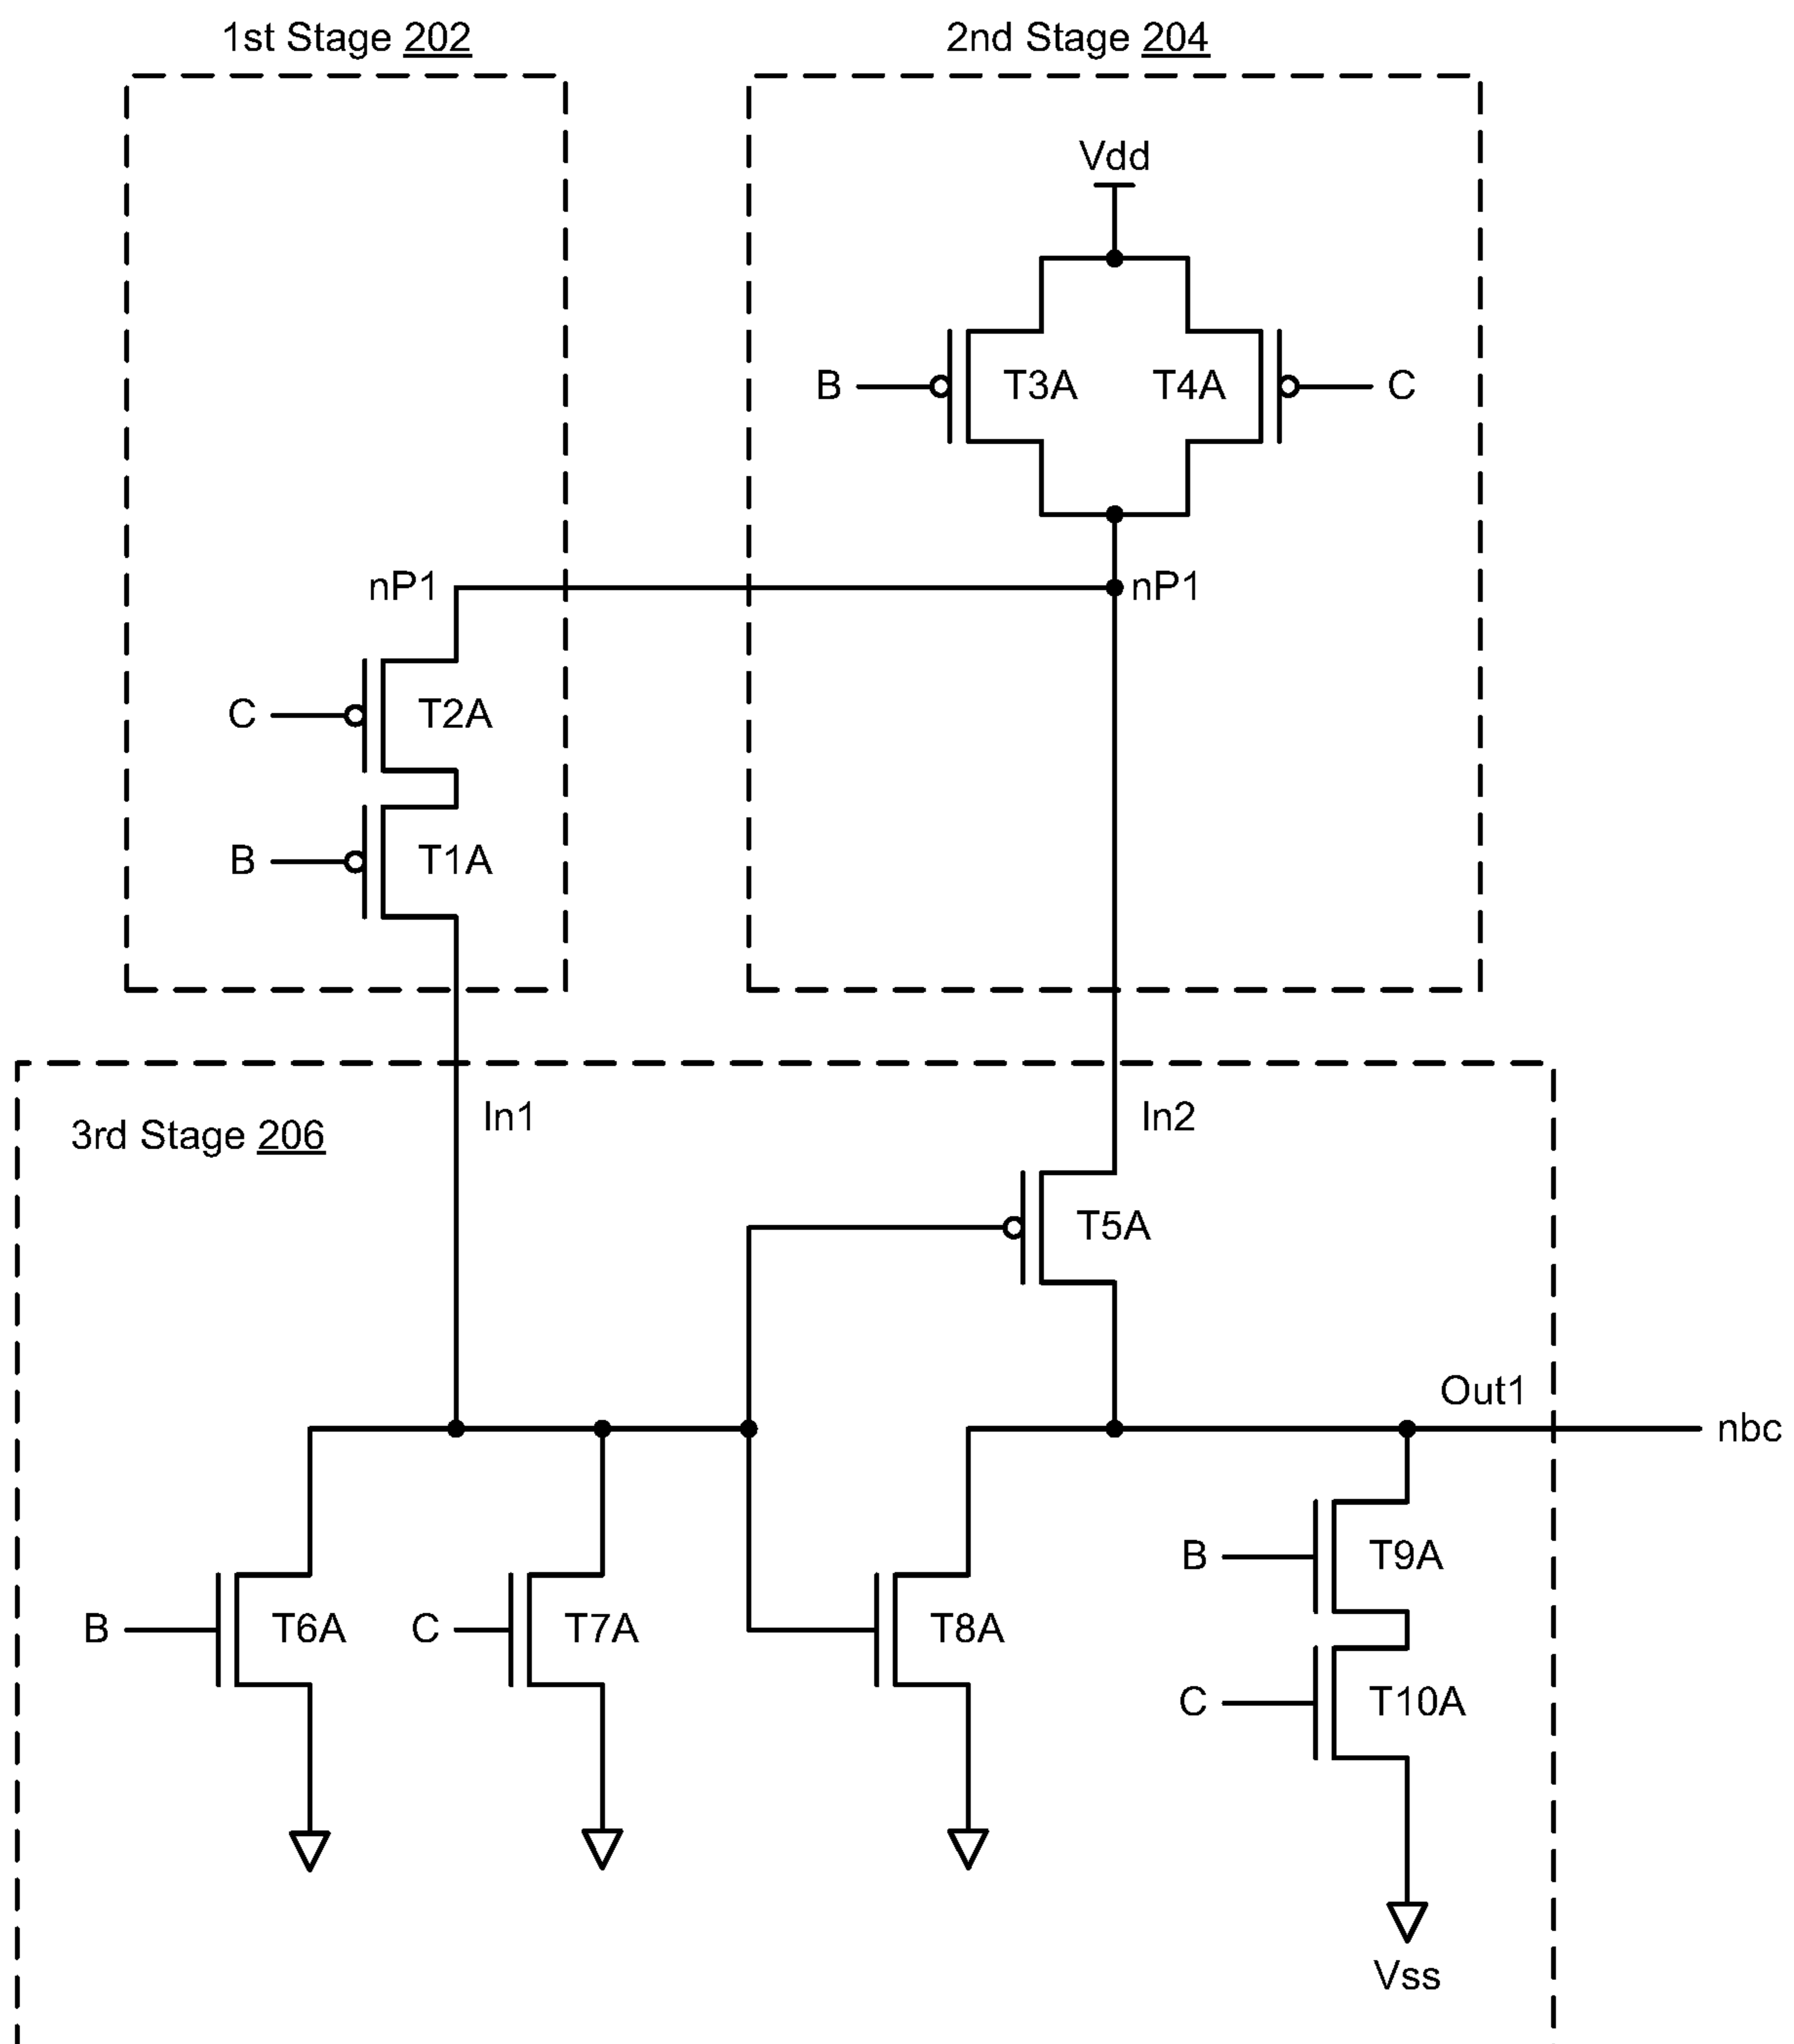 1st Stage 202
2nd Stage 204
Vdd
B
T3A
T4A
C
nP1
nP1
C
T2A
B
T1A
In1
In2
3rd Stage 206
T5A
Out1
nbc
B
T9A
B
T6A
C
T7A
T8A
C
T10A
Vss